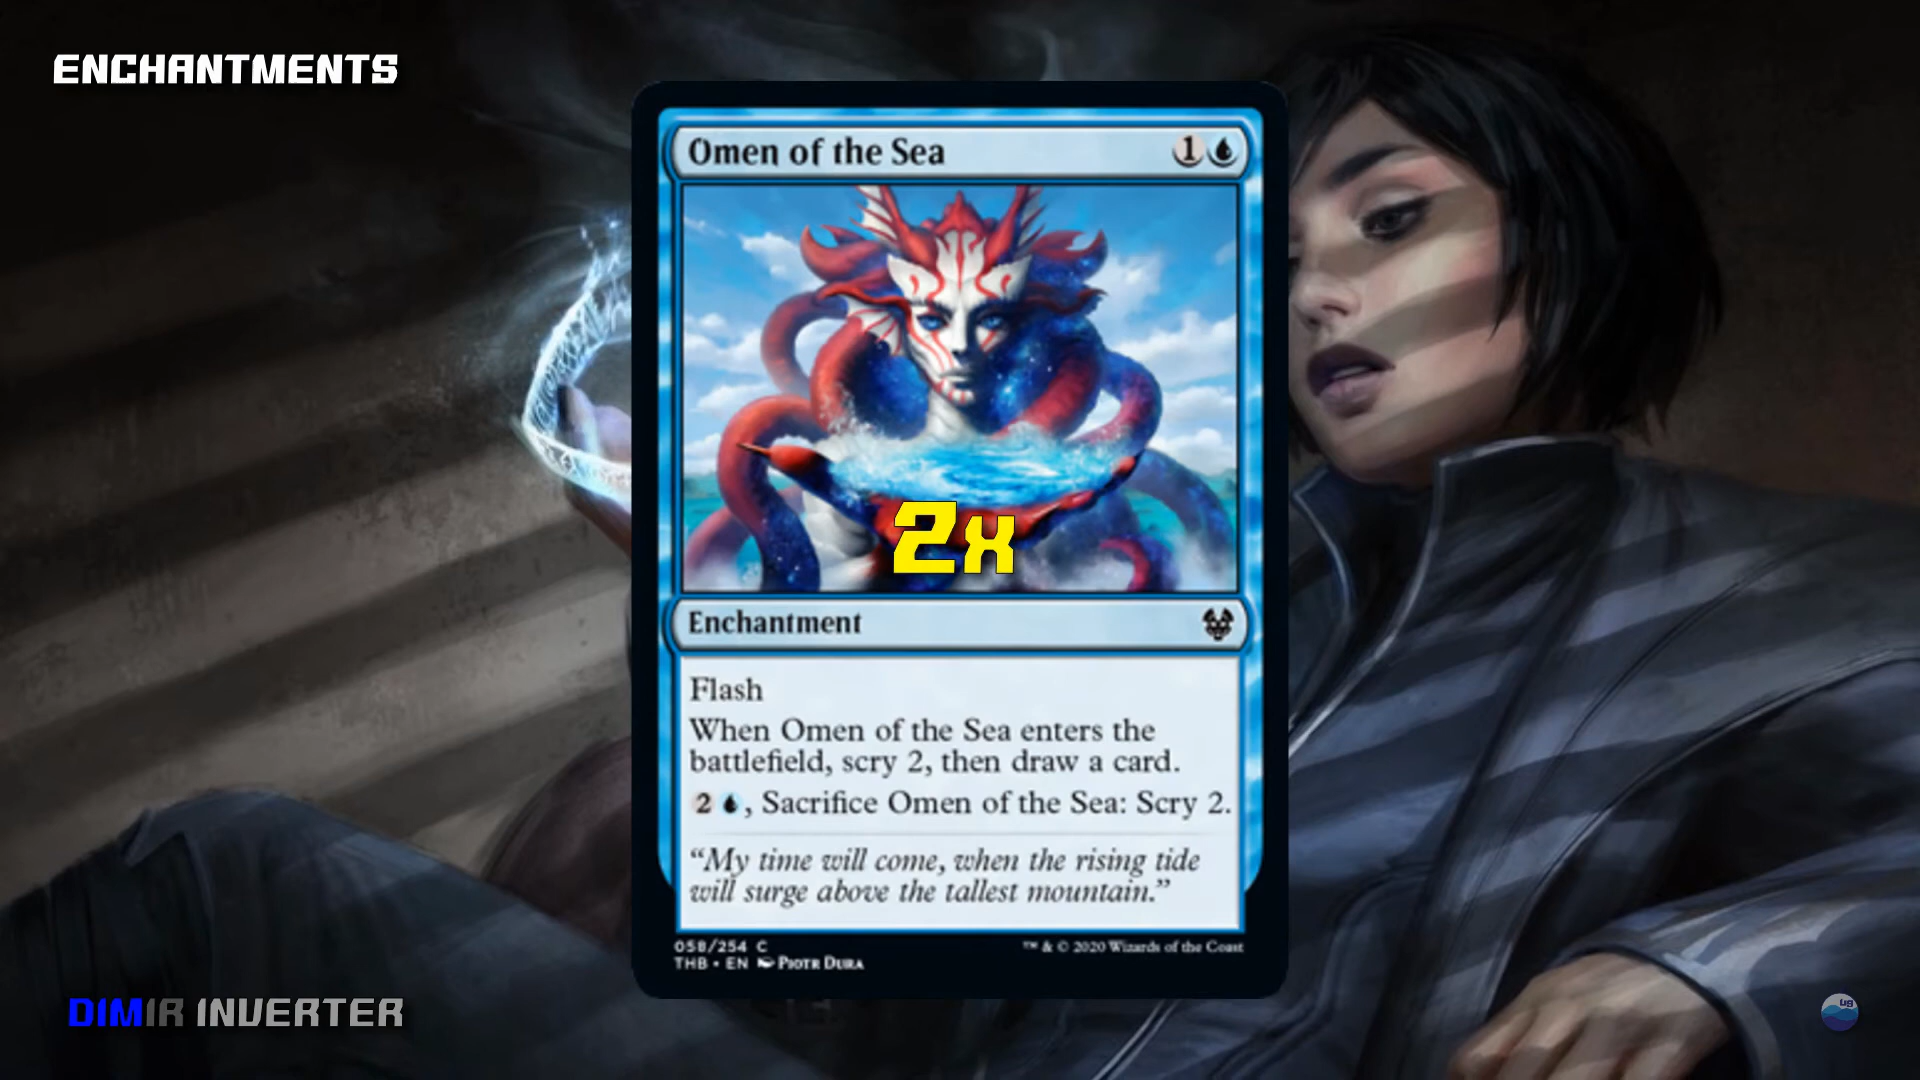 ENCHANTMENTS
Omen of the Sea 1
2x
Enchantment
Flash
When Omen of the Sea enters the
battlefield, scry 2, then draw a card.
2 , Sacrifice Omen of the Sea: Scry 2.
“My time will come, when the rising tide
will surge above the tallest mountain.”
058/254 C
™ & © 2020 Wizards of the Coast
THB • EN Piotr Dura
DIMIR INVERTER
UG